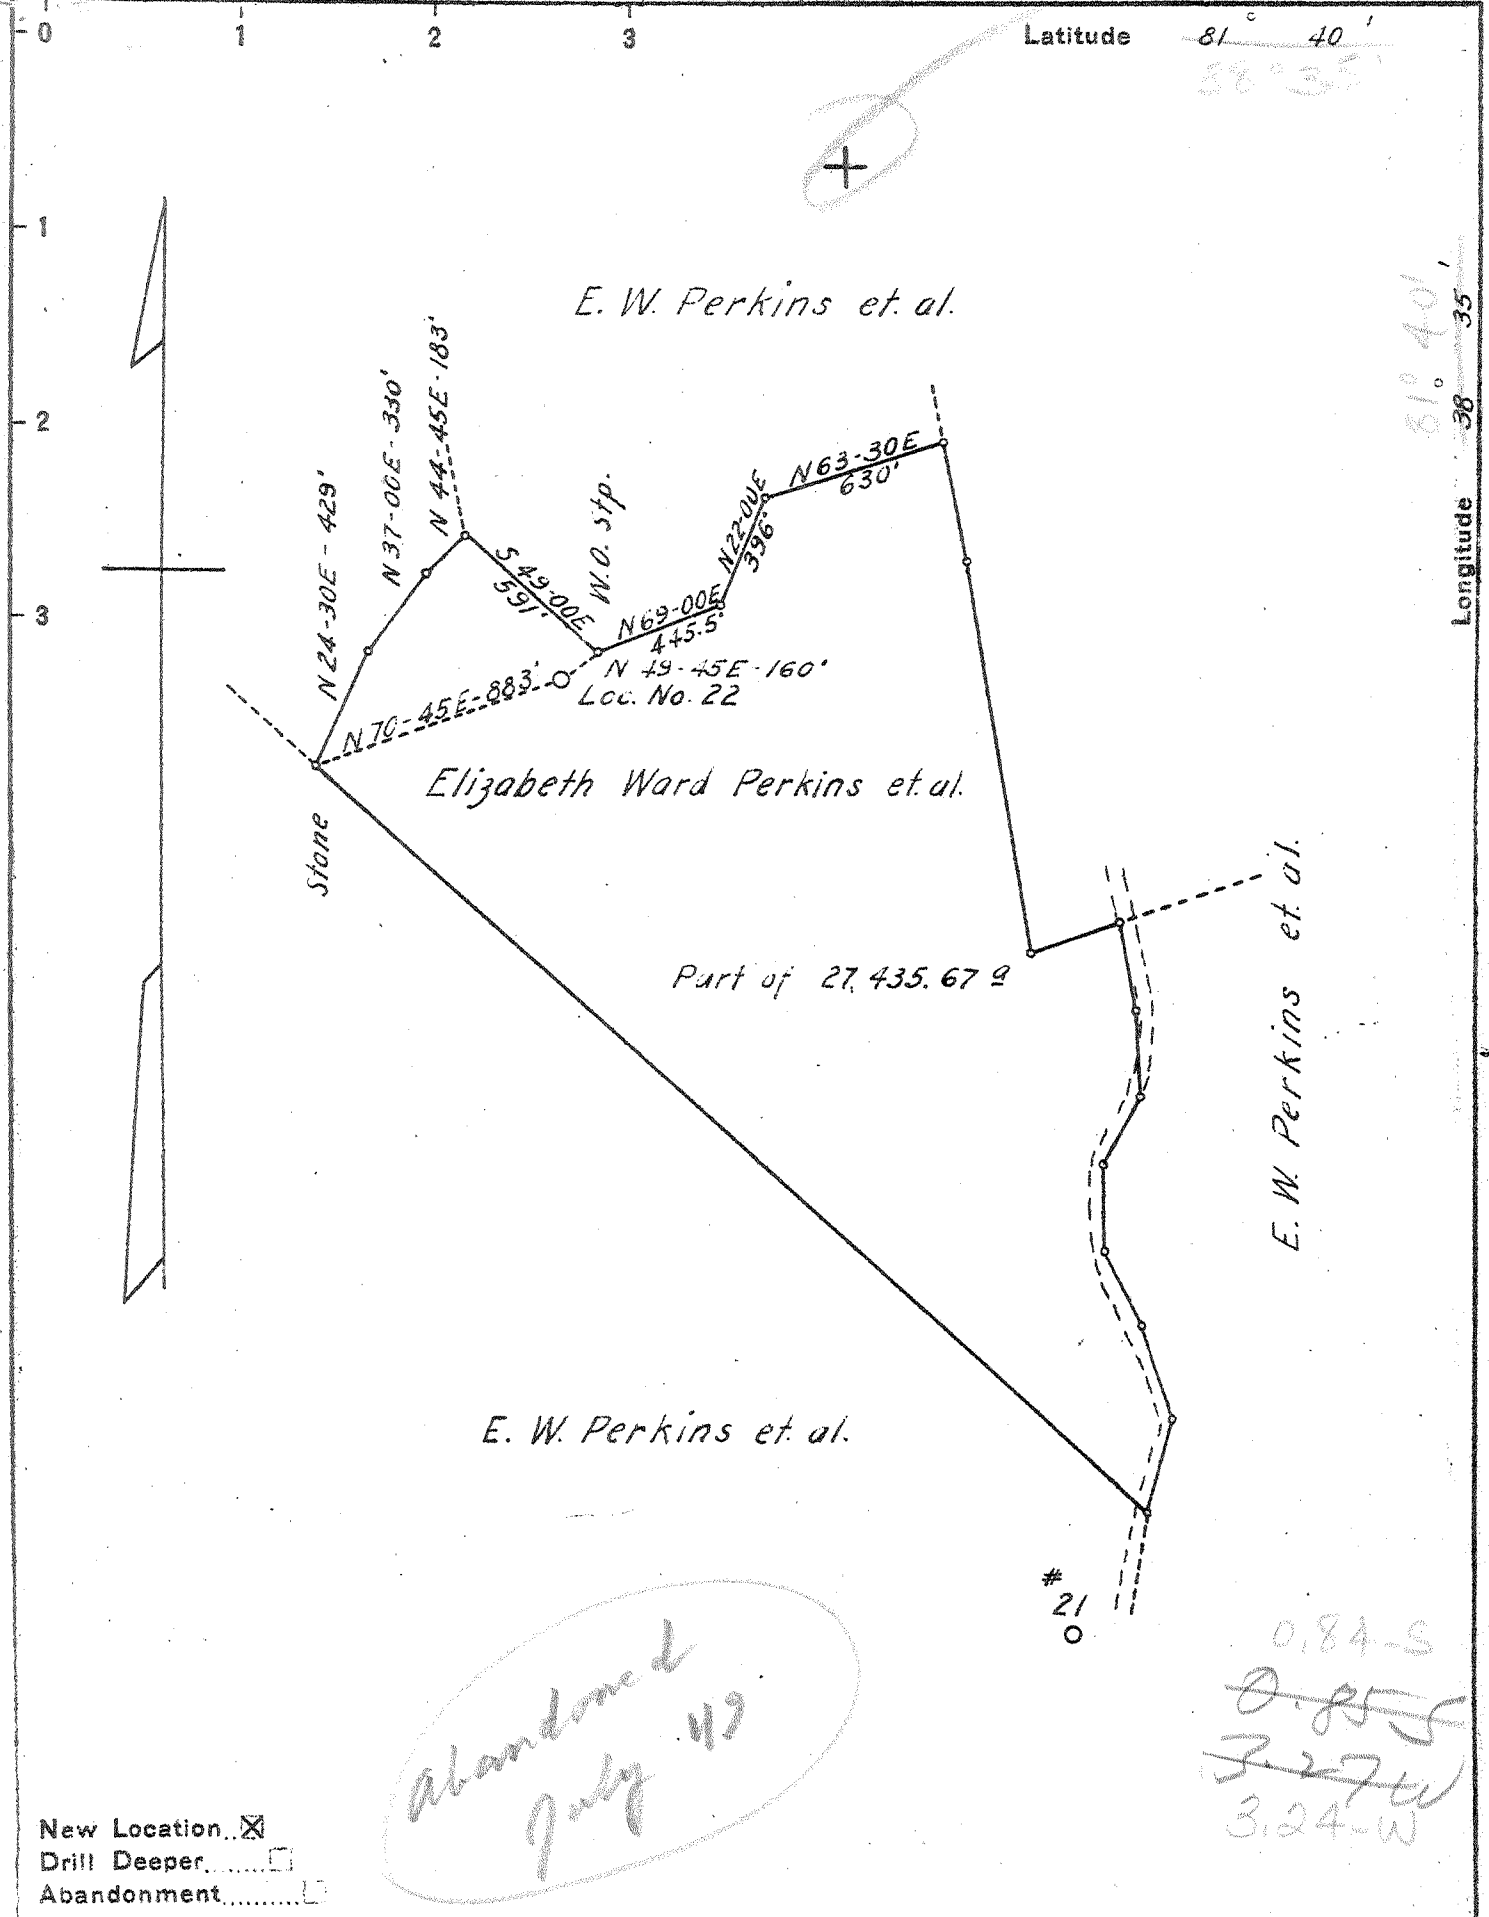 0 1 2 3 Latitude 81° 40'
38° 35'
1
2
3
Longitude 38° 35'
81° 40'
E. W. Perkins et. al.
N 24-30E - 429'
N 37-00E - 330'
N 44-45E - 183'
S 49-00E
591'
W.O. Stp.
N69-00E
445.5'
N22-00E
396'
N63-30E
630'
N 49-45E-160'
Loc. No. 22
N 70-45E-883'
Elizabeth Ward Perkins et. al.
Stone
Part of 27,435.67 a
E. W. Perkins et. al.
E. W. Perkins et. al.
#
21
Abandoned
July 49
0.84-S
0.85 S
3.27 W
3.24-W
New Location..☒
Drill Deeper.......☐
Abandonment..........☐